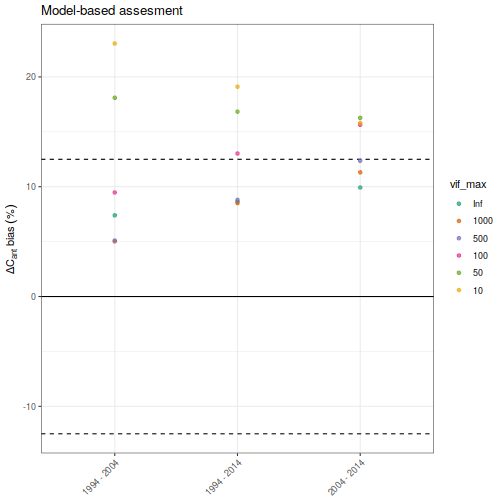 Model-based assesment
ΔCant bias (%)
20
10
0
-10
1994 - 2004
1994 - 2014
2004 - 2014
vif_max
Inf
1000
500
100
50
10